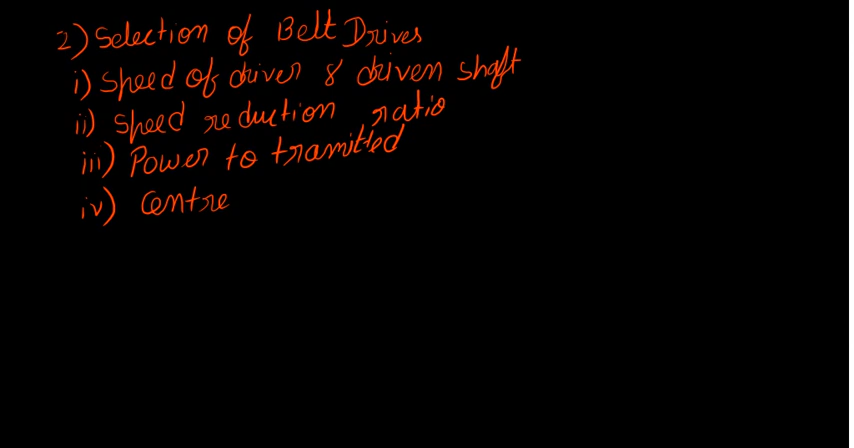 2) Selection of Belt Drives
i) Speed of driver & driven shaft
ii) Speed reduction ratio
iii) Power to tramitted
iv) Centre